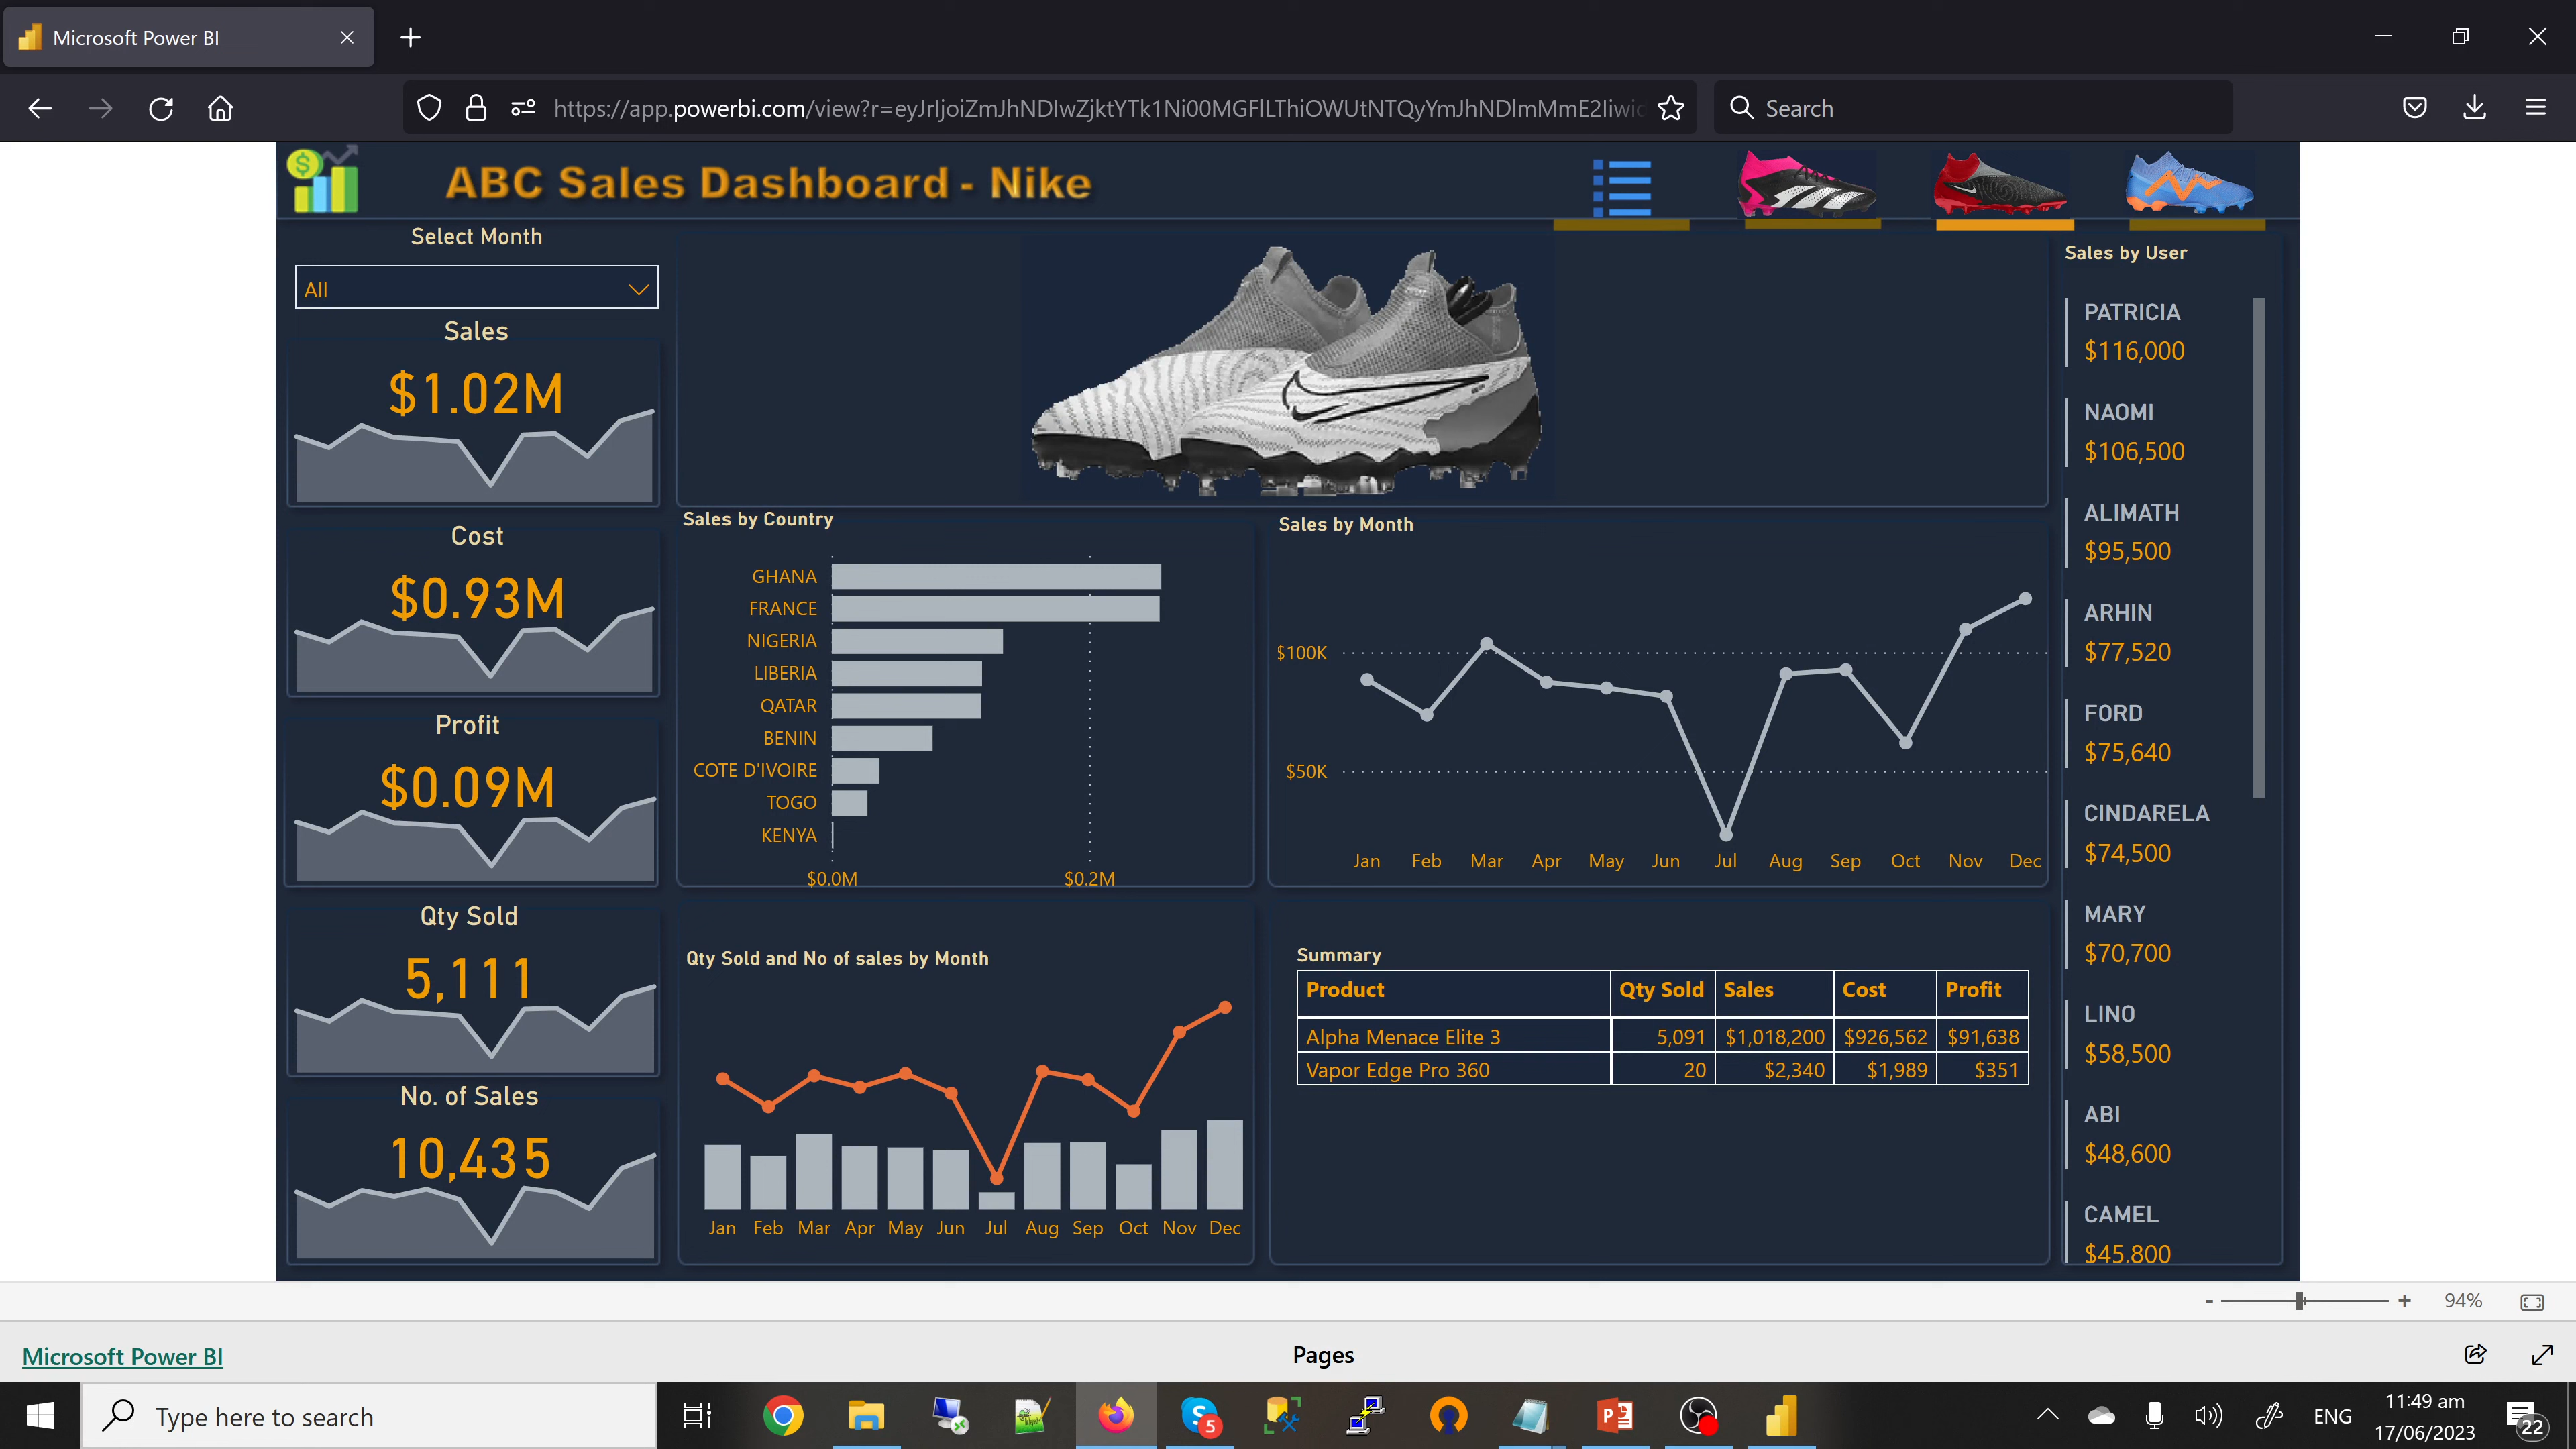 Microsoft Power BI
https://app.powerbi.com/view?r=
Search
ABC Sales Dashboard - Nike
Select Month
All
Sales
$1.02M
Cost
$0.93M
Profit
$0.09M
Qty Sold
5,111
No. of Sales
10,435
Sales by Country
GHANA
FRANCE
NIGERIA
LIBERIA
QATAR
BENIN
COTE D'IVOIRE
TOGO
KENYA
$0.0M $0.2M
Sales by Month
$100K
$50K
Jan Feb Mar Apr May Jun Jul Aug Sep Oct Nov Dec
Qty Sold and No of sales by Month
Jan Feb Mar Apr May Jun Jul Aug Sep Oct Nov Dec
Summary
Product Qty Sold Sales Cost Profit
Alpha Menace Elite 3 5,091 $1,018,200 $926,562 $91,638
Vapor Edge Pro 360 20 $2,340 $1,989 $351
Sales by User
PATRICIA
$116,000
NAOMI
$106,500
ALIMATH
$95,500
ARHIN
$77,520
FORD
$75,640
CINDARELA
$74,500
MARY
$70,700
LINO
$58,500
ABI
$48,600
CAMEL
$45,800
- + 94%
Microsoft Power BI
Pages
Type here to search
5
ENG
11:49 am
17/06/2023
22